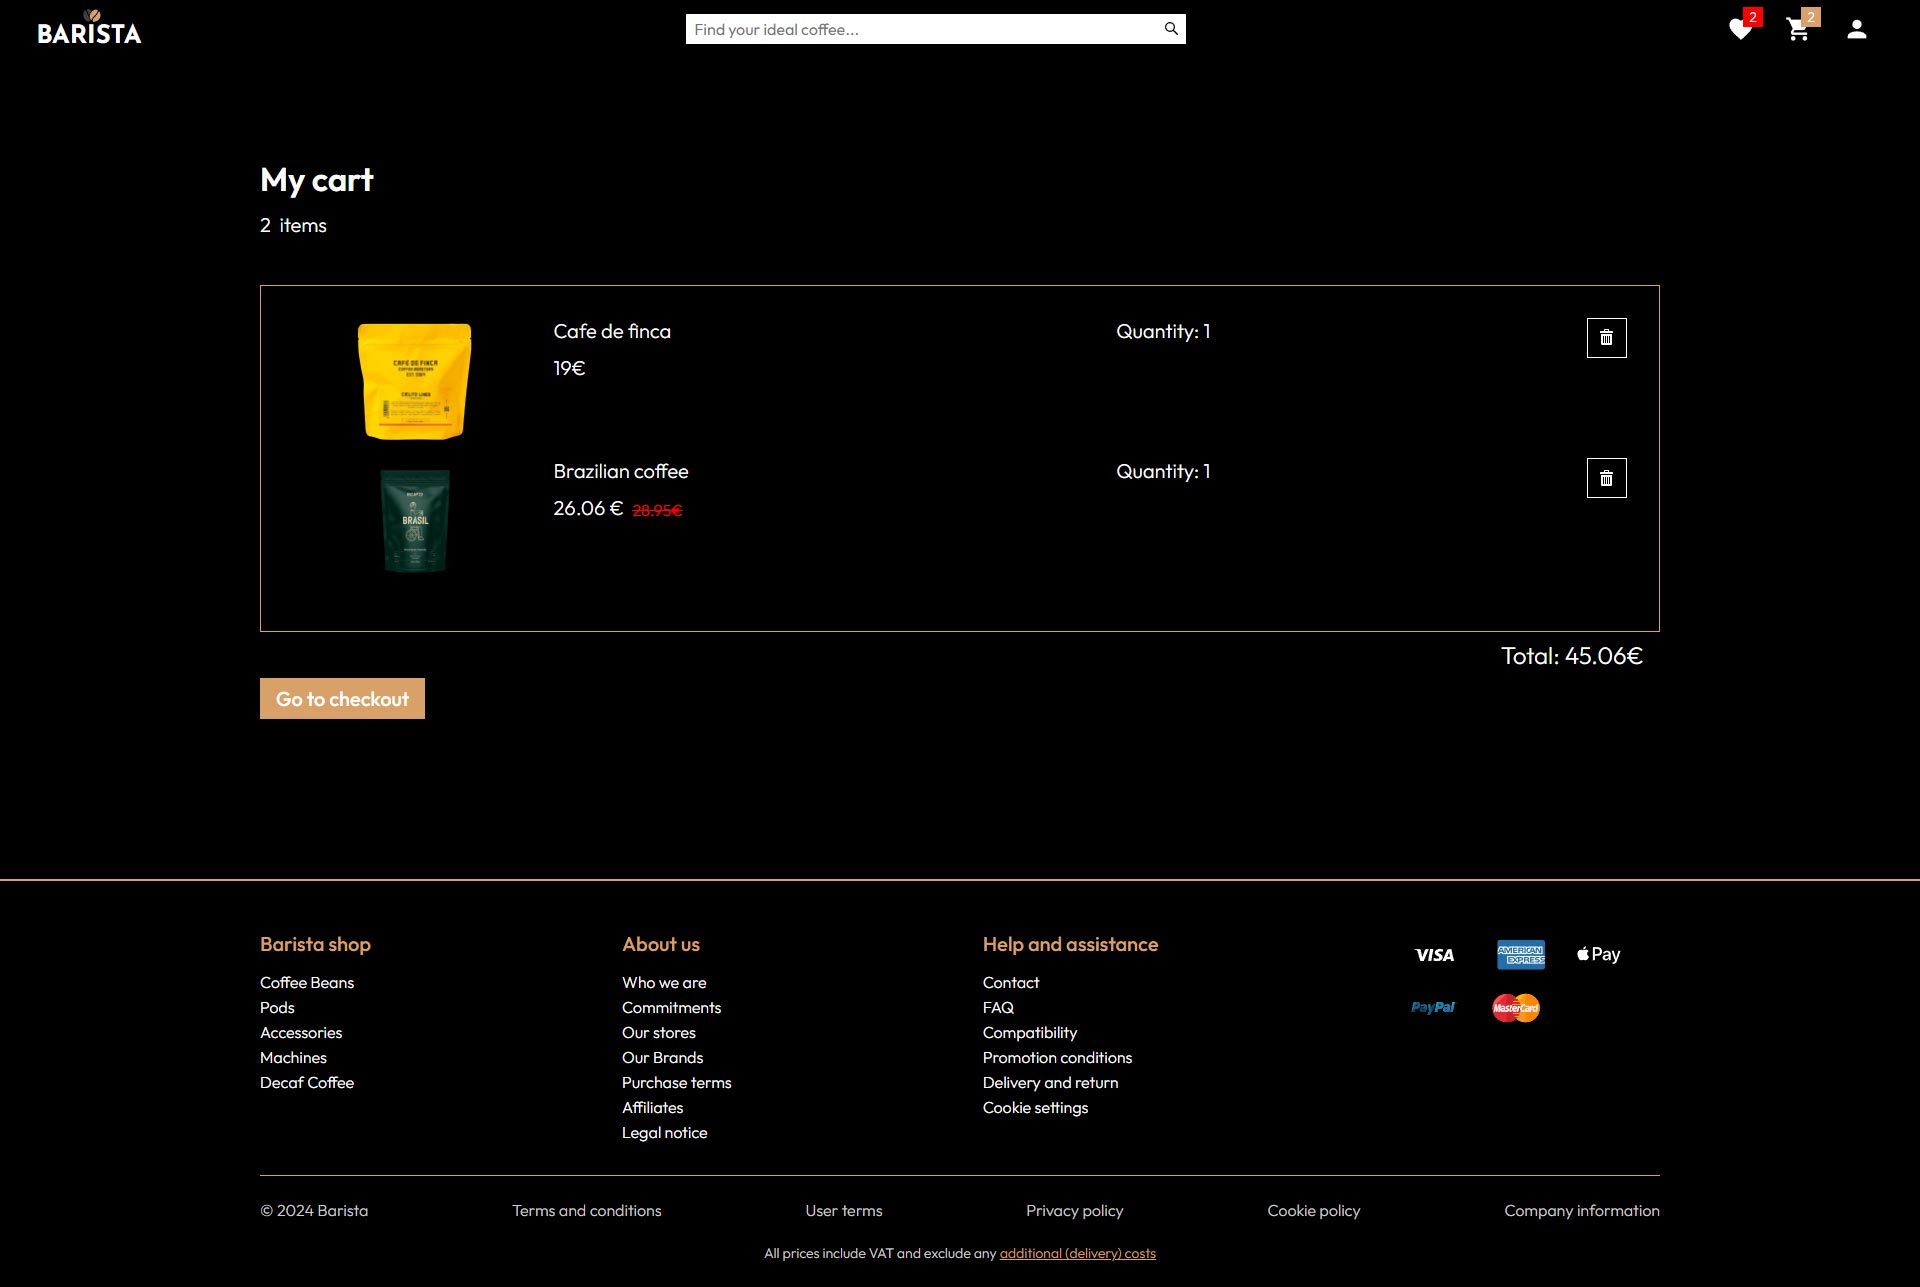 BARISTA
Find your ideal coffee...
2
2
My cart
2 items
CAFE DE FINCA
Cafe de finca
19€
Quantity: 1
BRASIL
Brazilian coffee
26.06 € 28.95€
Quantity: 1
Total: 45.06€
Go to checkout
Barista shop
Coffee Beans
Pods
Accessories
Machines
Decaf Coffee
About us
Who we are
Commitments
Our stores
Our Brands
Purchase terms
Affiliates
Legal notice
Help and assistance
Contact
FAQ
Compatibility
Promotion conditions
Delivery and return
Cookie settings
VISA
AMERICAN
EXPRESS
Pay
PayPal
MasterCard
© 2024 Barista
Terms and conditions
User terms
Privacy policy
Cookie policy
Company information
All prices include VAT and exclude any additional (delivery) costs